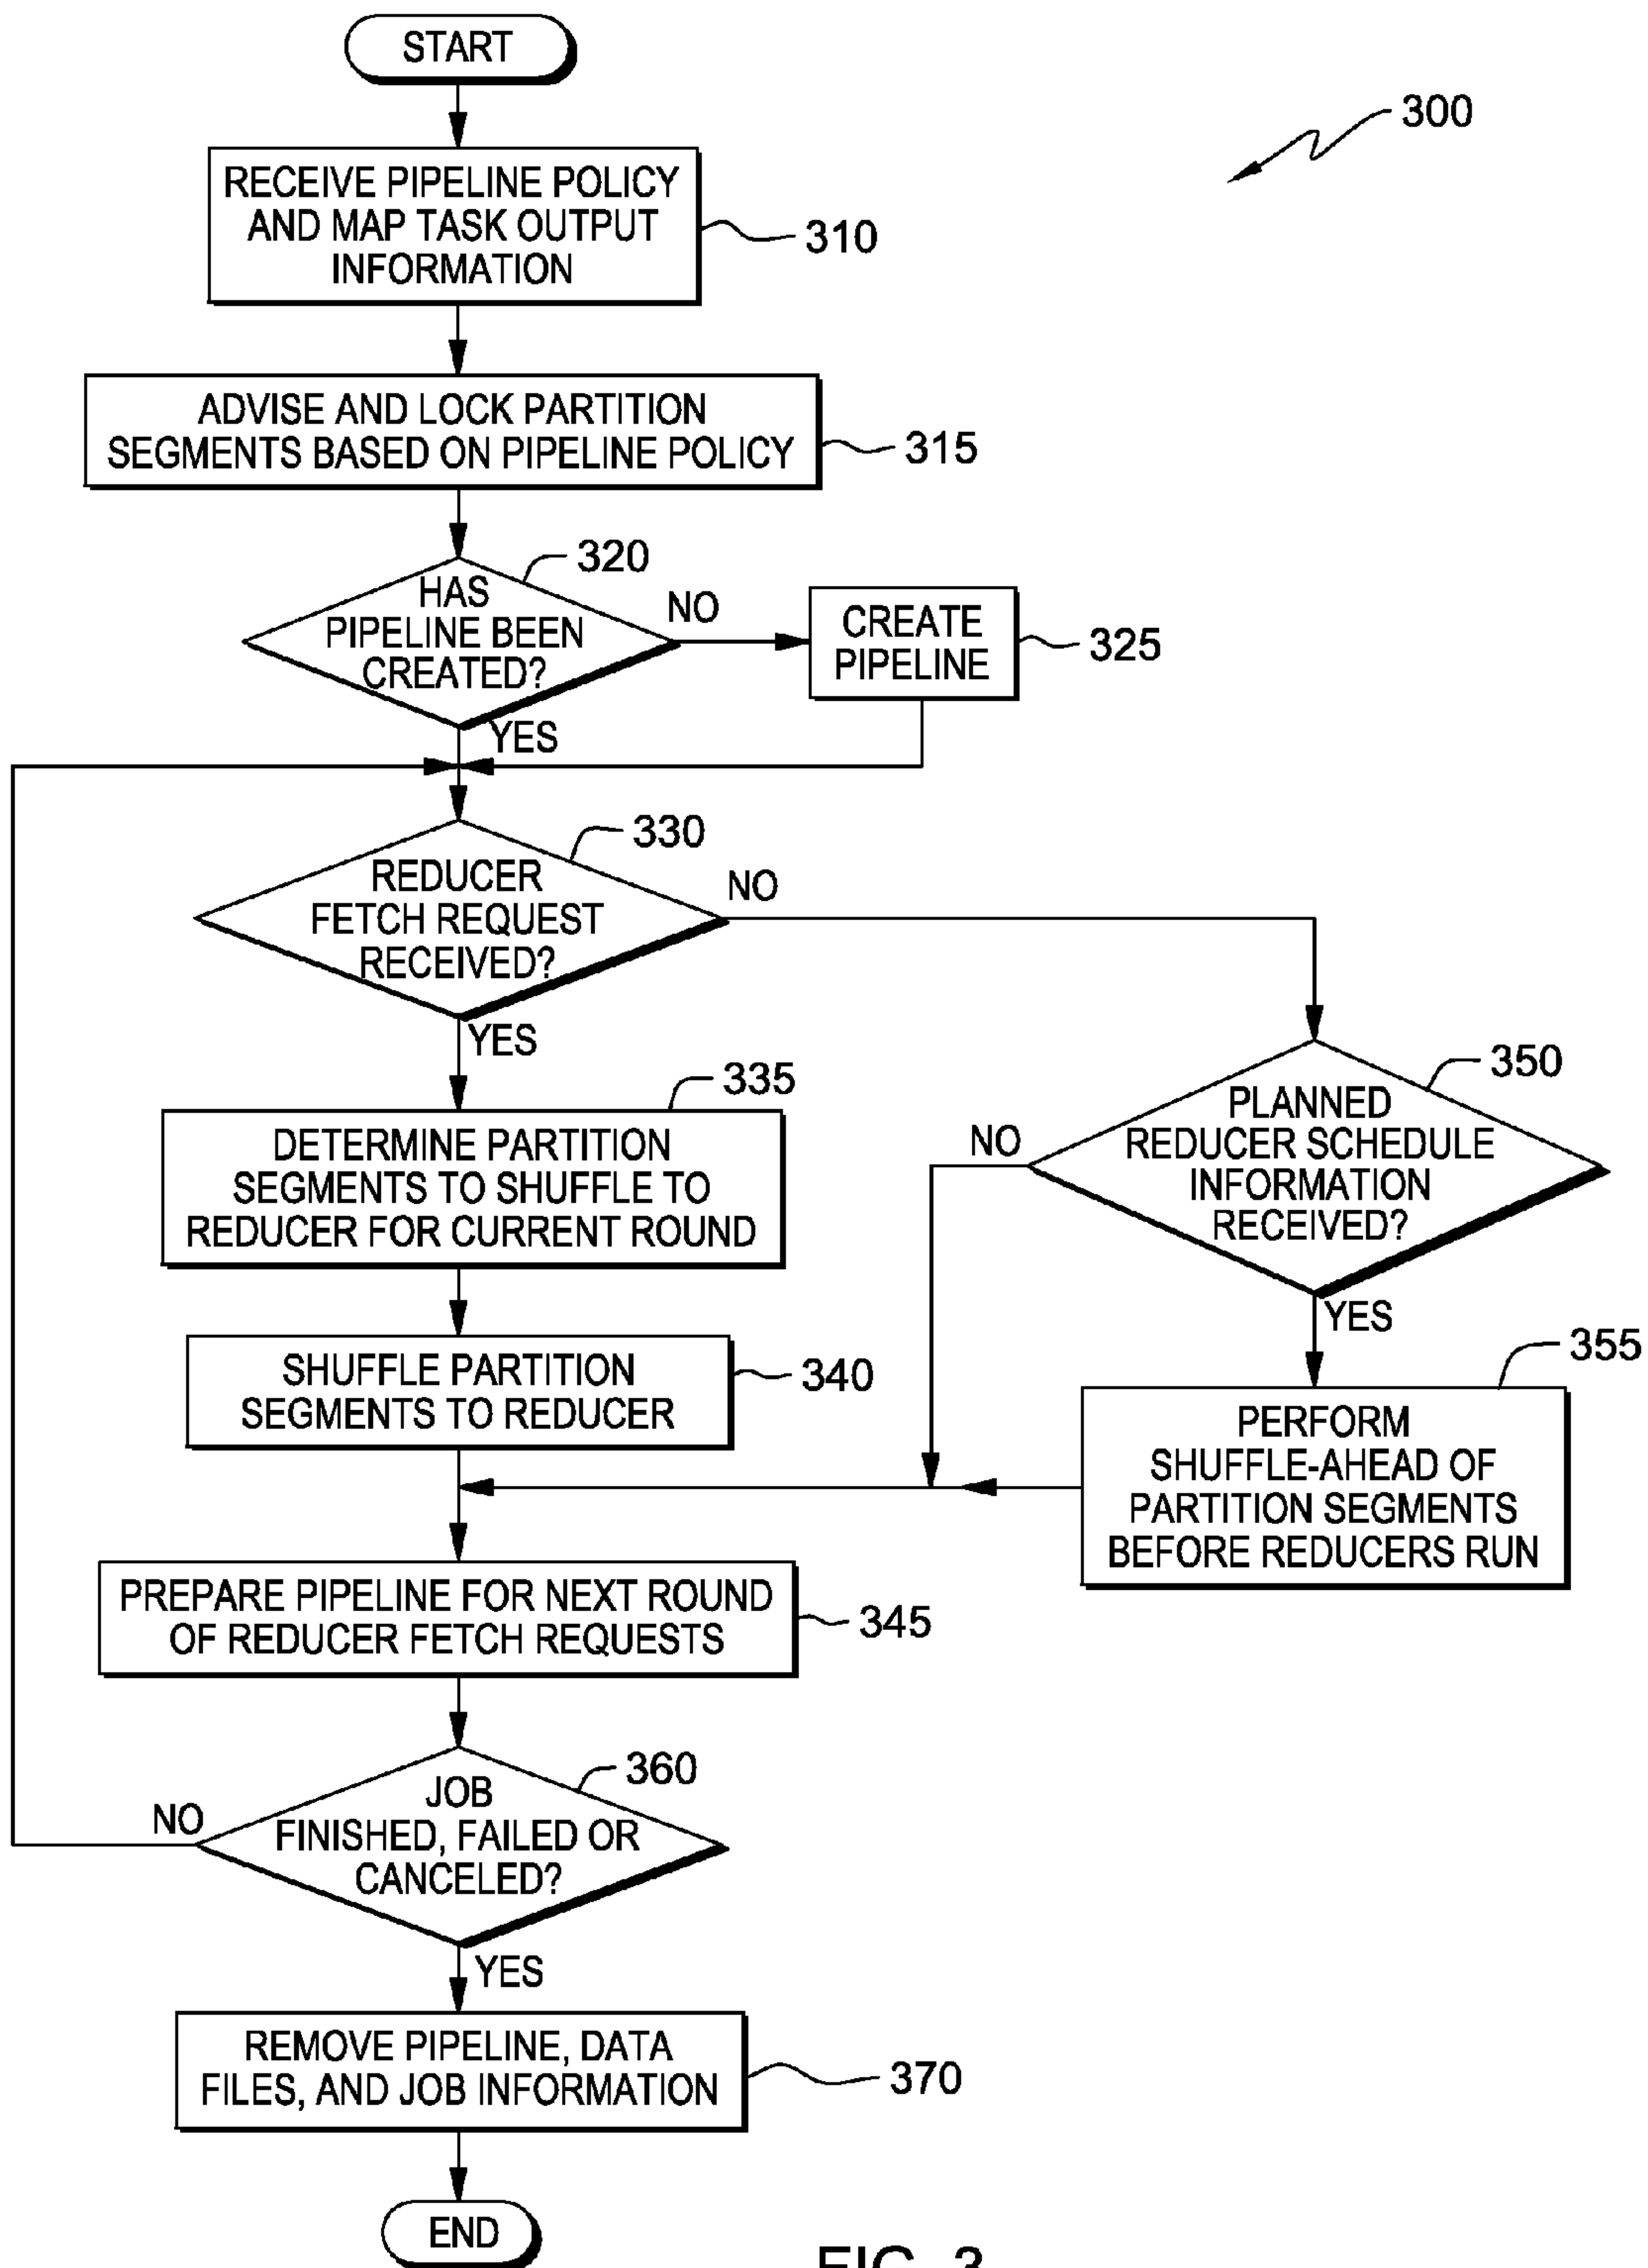 START
300
RECEIVE PIPELINE POLICY
AND MAP TASK OUTPUT
INFORMATION
310
ADVISE AND LOCK PARTITION
SEGMENTS BASED ON PIPELINE POLICY
315
320
HAS
PIPELINE BEEN
CREATED?
NO
CREATE
PIPELINE
325
YES
330
REDUCER
FETCH REQUEST
RECEIVED?
NO
YES
335
DETERMINE PARTITION
SEGMENTS TO SHUFFLE TO
REDUCER FOR CURRENT ROUND
350
PLANNED
REDUCER SCHEDULE
INFORMATION
RECEIVED?
NO
YES
SHUFFLE PARTITION
SEGMENTS TO REDUCER
340
355
PERFORM
SHUFFLE-AHEAD OF
PARTITION SEGMENTS
BEFORE REDUCERS RUN
PREPARE PIPELINE FOR NEXT ROUND
OF REDUCER FETCH REQUESTS
345
360
JOB
FINISHED, FAILED OR
CANCELED?
NO
YES
REMOVE PIPELINE, DATA
FILES, AND JOB INFORMATION
370
END
FIG. 3